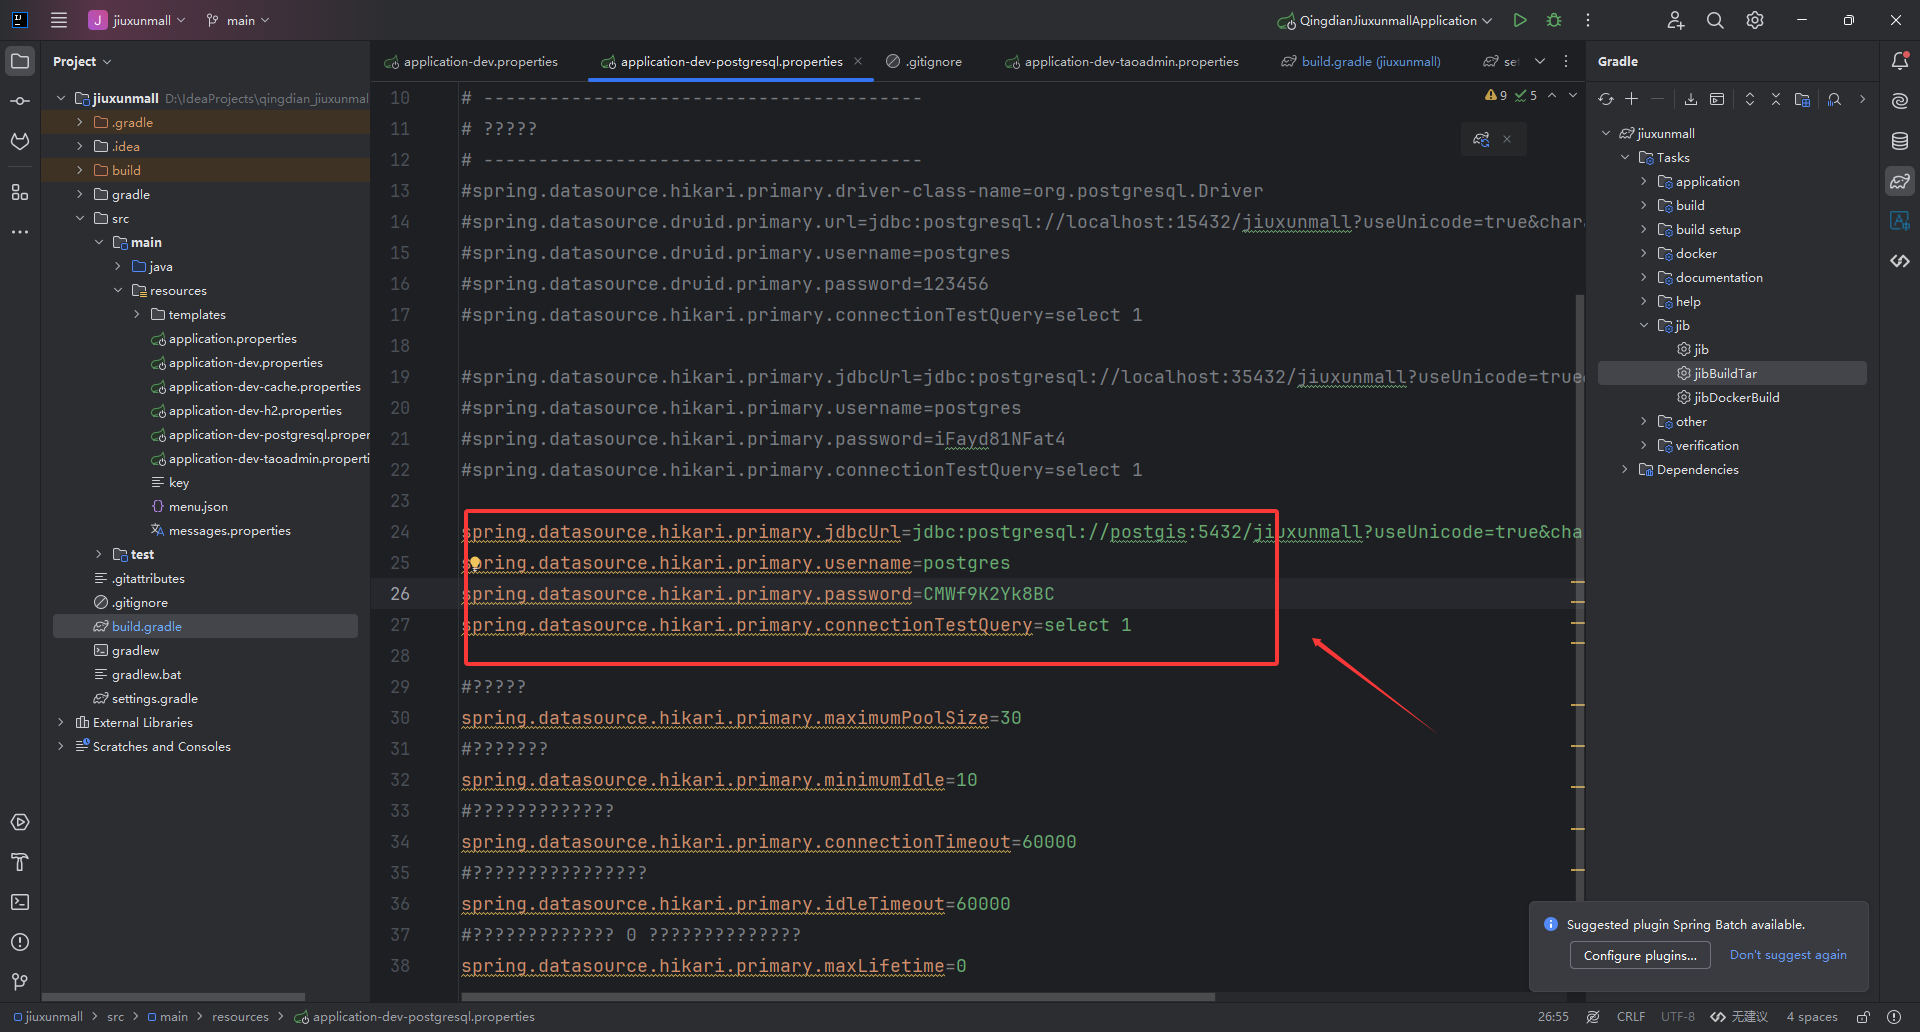 jiuxunmall
main
QingdianJiuxunmallApplication
Project
application-dev.properties
application-dev-postgresql.properties
.gitignore
application-dev-taoadmin.properties
build.gradle (jiuxunmall)
se
Gradle
jiuxunmall D:\IdeaProjects\qingdian_jiuxunmal
.gradle
.idea
build
gradle
src
main
java
resources
templates
application.properties
application-dev.properties
application-dev-cache.properties
application-dev-h2.properties
application-dev-postgresql.proper
application-dev-taoadmin.properti
key
menu.json
messages.properties
test
.gitattributes
.gitignore
build.gradle
gradlew
gradlew.bat
settings.gradle
External Libraries
Scratches and Consoles
9 5
10 # ----------------------------------------
11 # ?????
12 # ----------------------------------------
13 #spring.datasource.hikari.primary.driver-class-name=org.postgresql.Driver
14 #spring.datasource.druid.primary.url=jdbc:postgresql://localhost:15432/jiuxunmall?useUnicode=true&char
15 #spring.datasource.druid.primary.username=postgres
16 #spring.datasource.druid.primary.password=123456
17 #spring.datasource.hikari.primary.connectionTestQuery=select 1
18
19 #spring.datasource.hikari.primary.jdbcUrl=jdbc:postgresql://localhost:35432/jiuxunmall?useUnicode=true
20 #spring.datasource.hikari.primary.username=postgres
21 #spring.datasource.hikari.primary.password=iFayd81NFat4
22 #spring.datasource.hikari.primary.connectionTestQuery=select 1
23
24 spring.datasource.hikari.primary.jdbcUrl=jdbc:postgresql://postgis:5432/jiuxunmall?useUnicode=true&cha
25 spring.datasource.hikari.primary.username=postgres
26 spring.datasource.hikari.primary.password=CMWf9K2Yk8BC
27 spring.datasource.hikari.primary.connectionTestQuery=select 1
28
29 #?????
30 spring.datasource.hikari.primary.maximumPoolSize=30
31 #???????
32 spring.datasource.hikari.primary.minimumIdle=10
33 #?????????????
34 spring.datasource.hikari.primary.connectionTimeout=60000
35 #????????????????
36 spring.datasource.hikari.primary.idleTimeout=60000
37 #????????????? 0 ??????????????
38 spring.datasource.hikari.primary.maxLifetime=0
jiuxunmall
Tasks
application
build
build setup
docker
documentation
help
jib
jib
jibBuildTar
jibDockerBuild
other
verification
Dependencies
Suggested plugin Spring Batch available.
Configure plugins...
Don't suggest again
jiuxunmall
src
main
resources
application-dev-postgresql.properties
26:55
CRLF
UTF-8
无建议
4 spaces